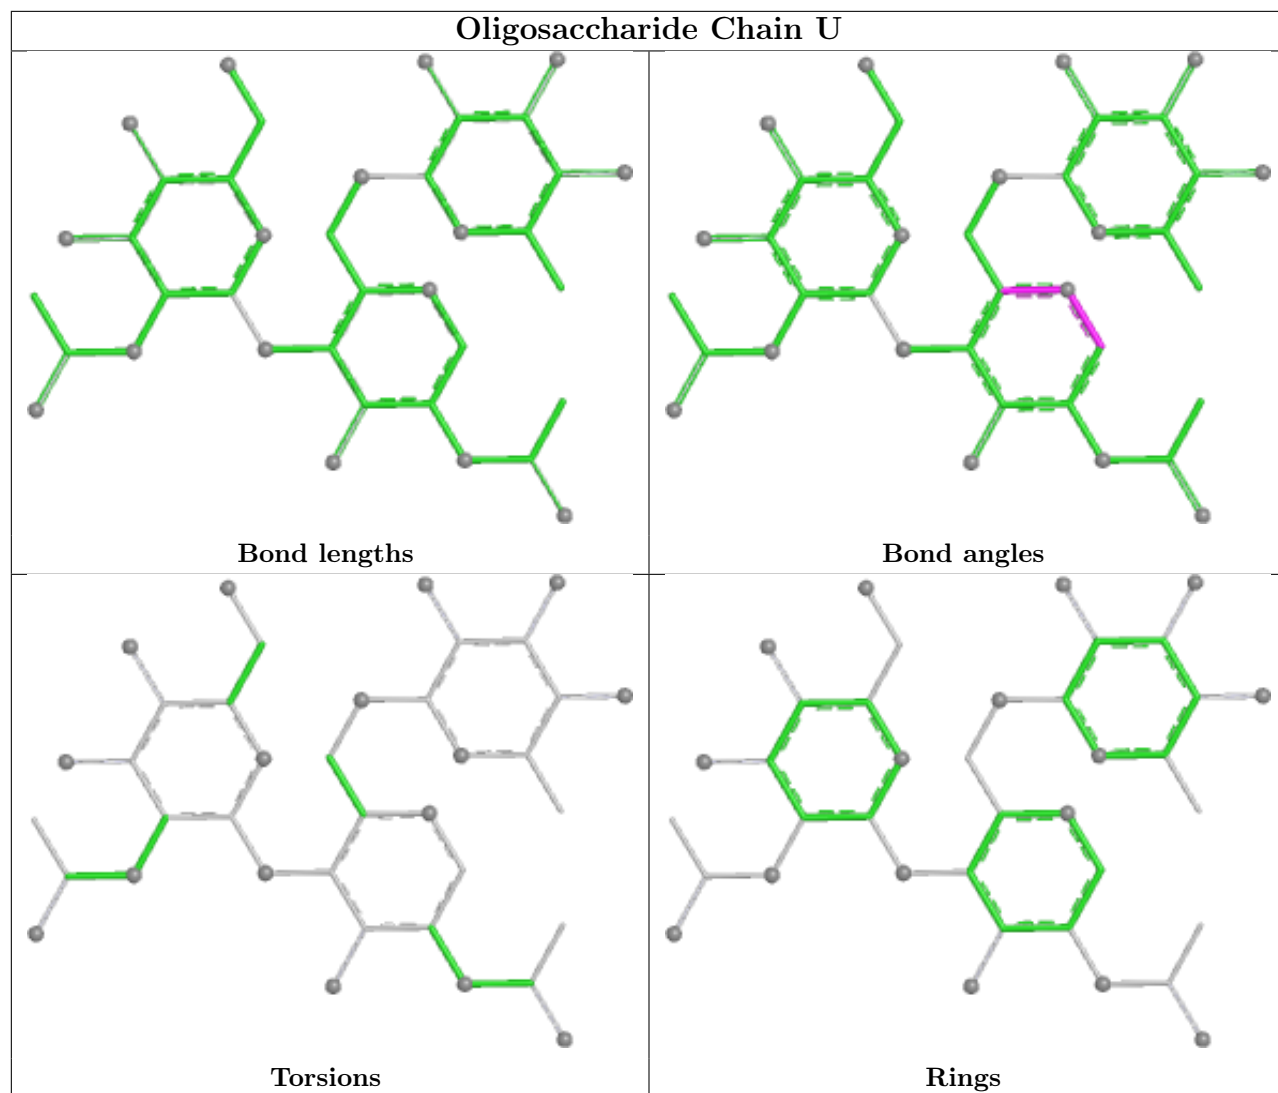 Oligosaccharide Chain U
Bond lengths
Bond angles
Torsions
Rings